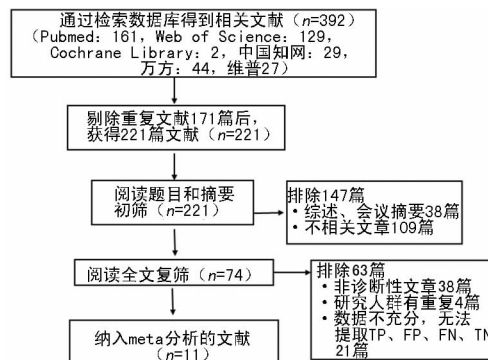 通过检索数据库得到相关文献（n=392）
（Pubmed：161，Web of Science：129，
Cochrane Library：2，中国知网：29，
万方：44，维普27）
剔除重复文献171篇后，
获得221篇文献（n=221）
阅读题目和摘要
初筛（n=221）
排除147篇
• 综述、会议摘要38篇
• 不相关文章109篇
阅读全文复筛（n=74）
排除63篇
• 非诊断性文章38篇
• 研究人群有重复4篇
• 数据不充分，无法
提取TP、FP、FN、TN
21篇
纳入meta分析的文献
（n=11）